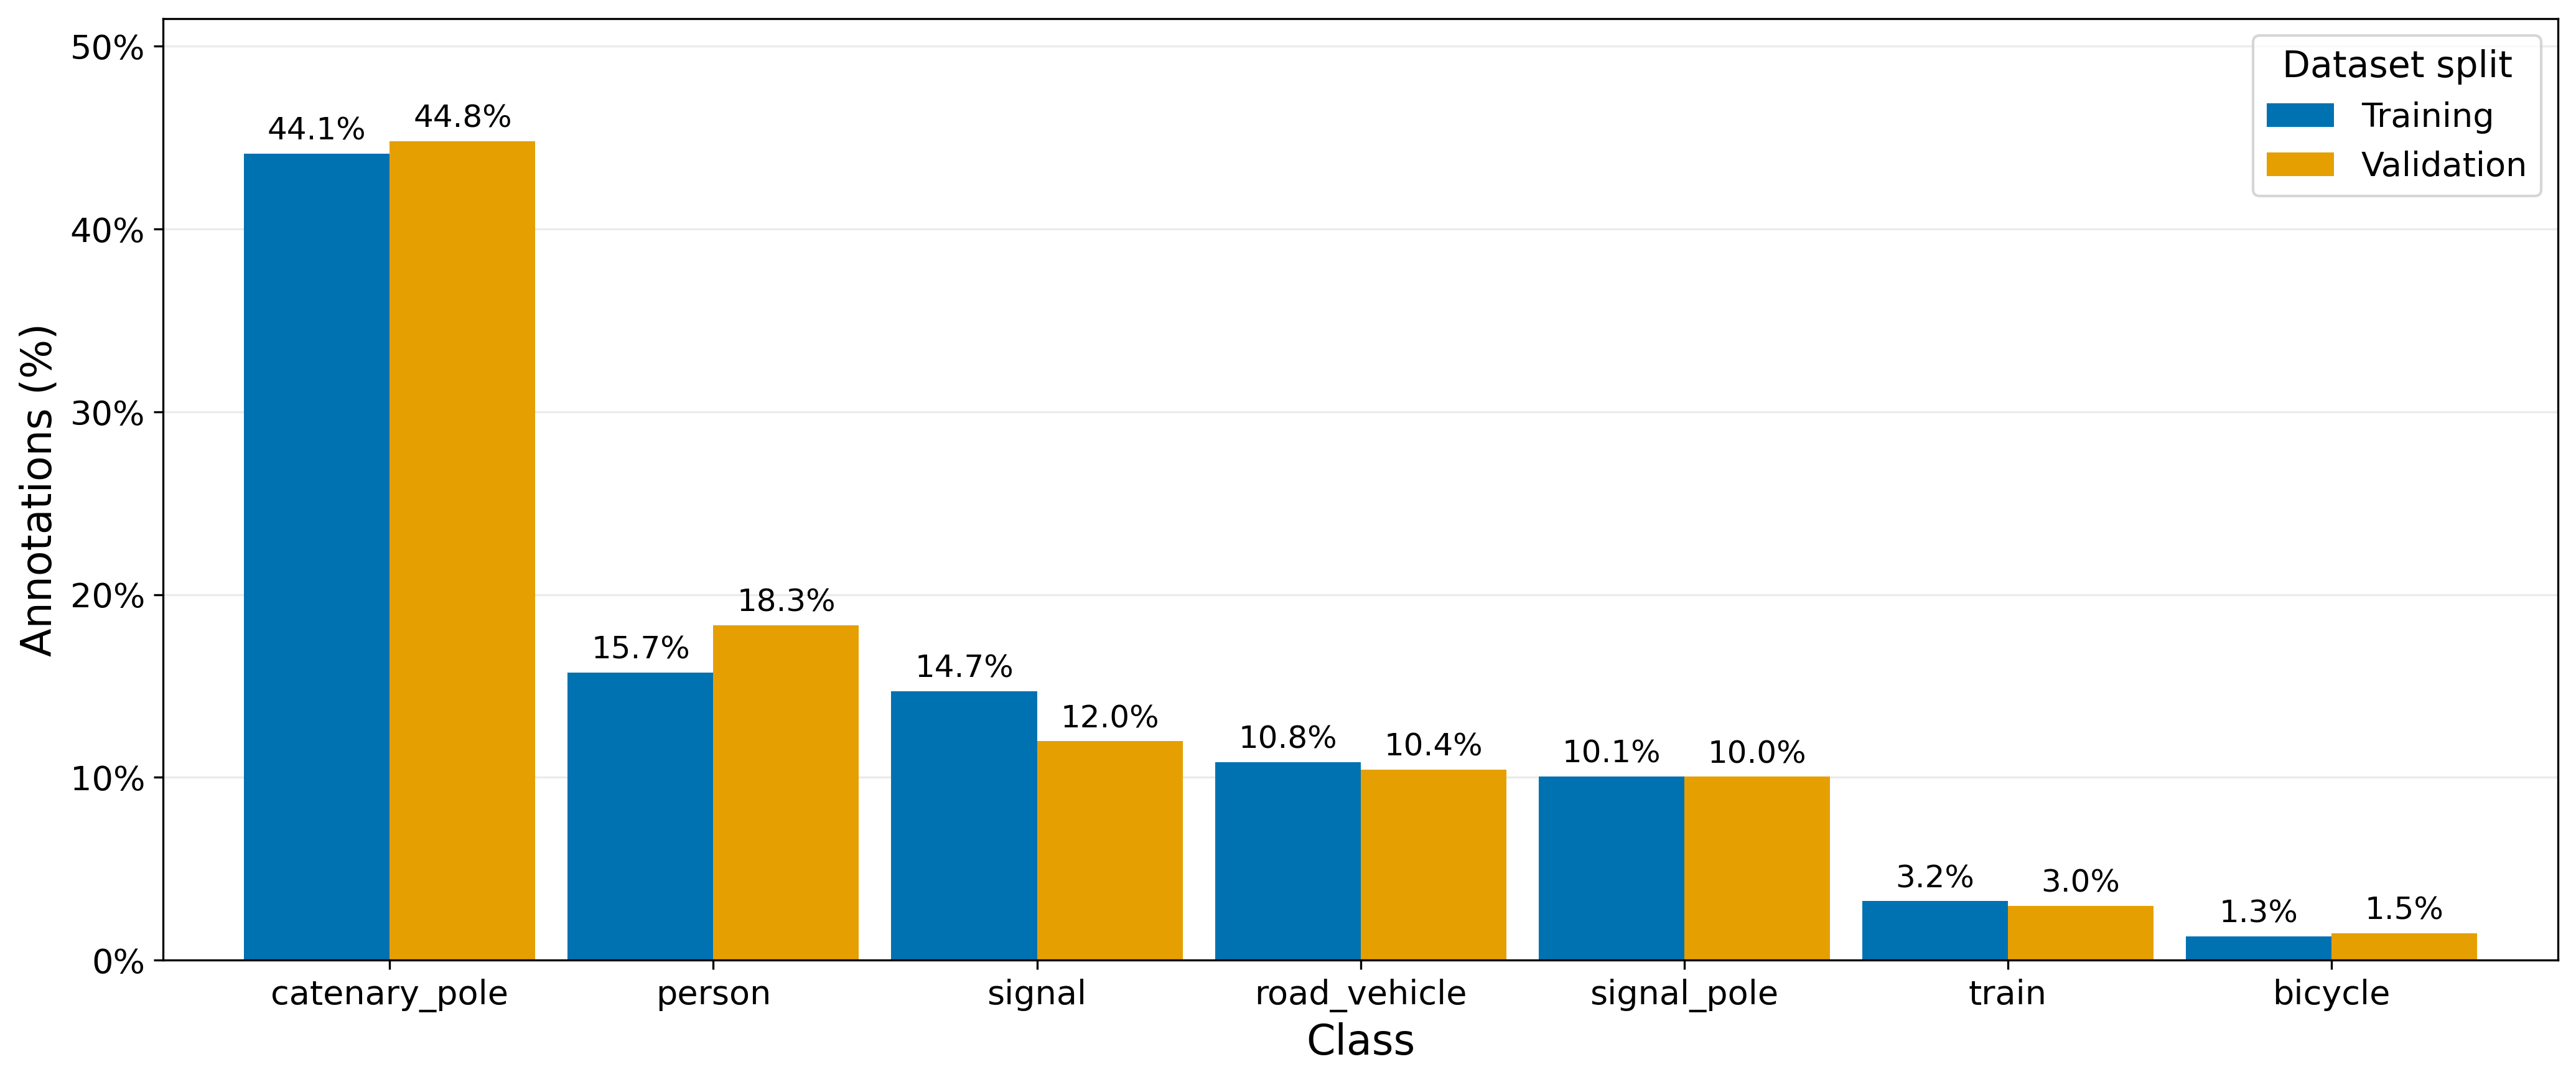 Annotations (%)
50%
40%
30%
20%
10%
0%
Dataset split
Training
Validation
44.1%
44.8%
15.7%
18.3%
14.7%
12.0%
10.8%
10.4%
10.1%
10.0%
3.2%
3.0%
1.3%
1.5%
catenary_pole
person
signal
road_vehicle
signal_pole
train
bicycle
Class